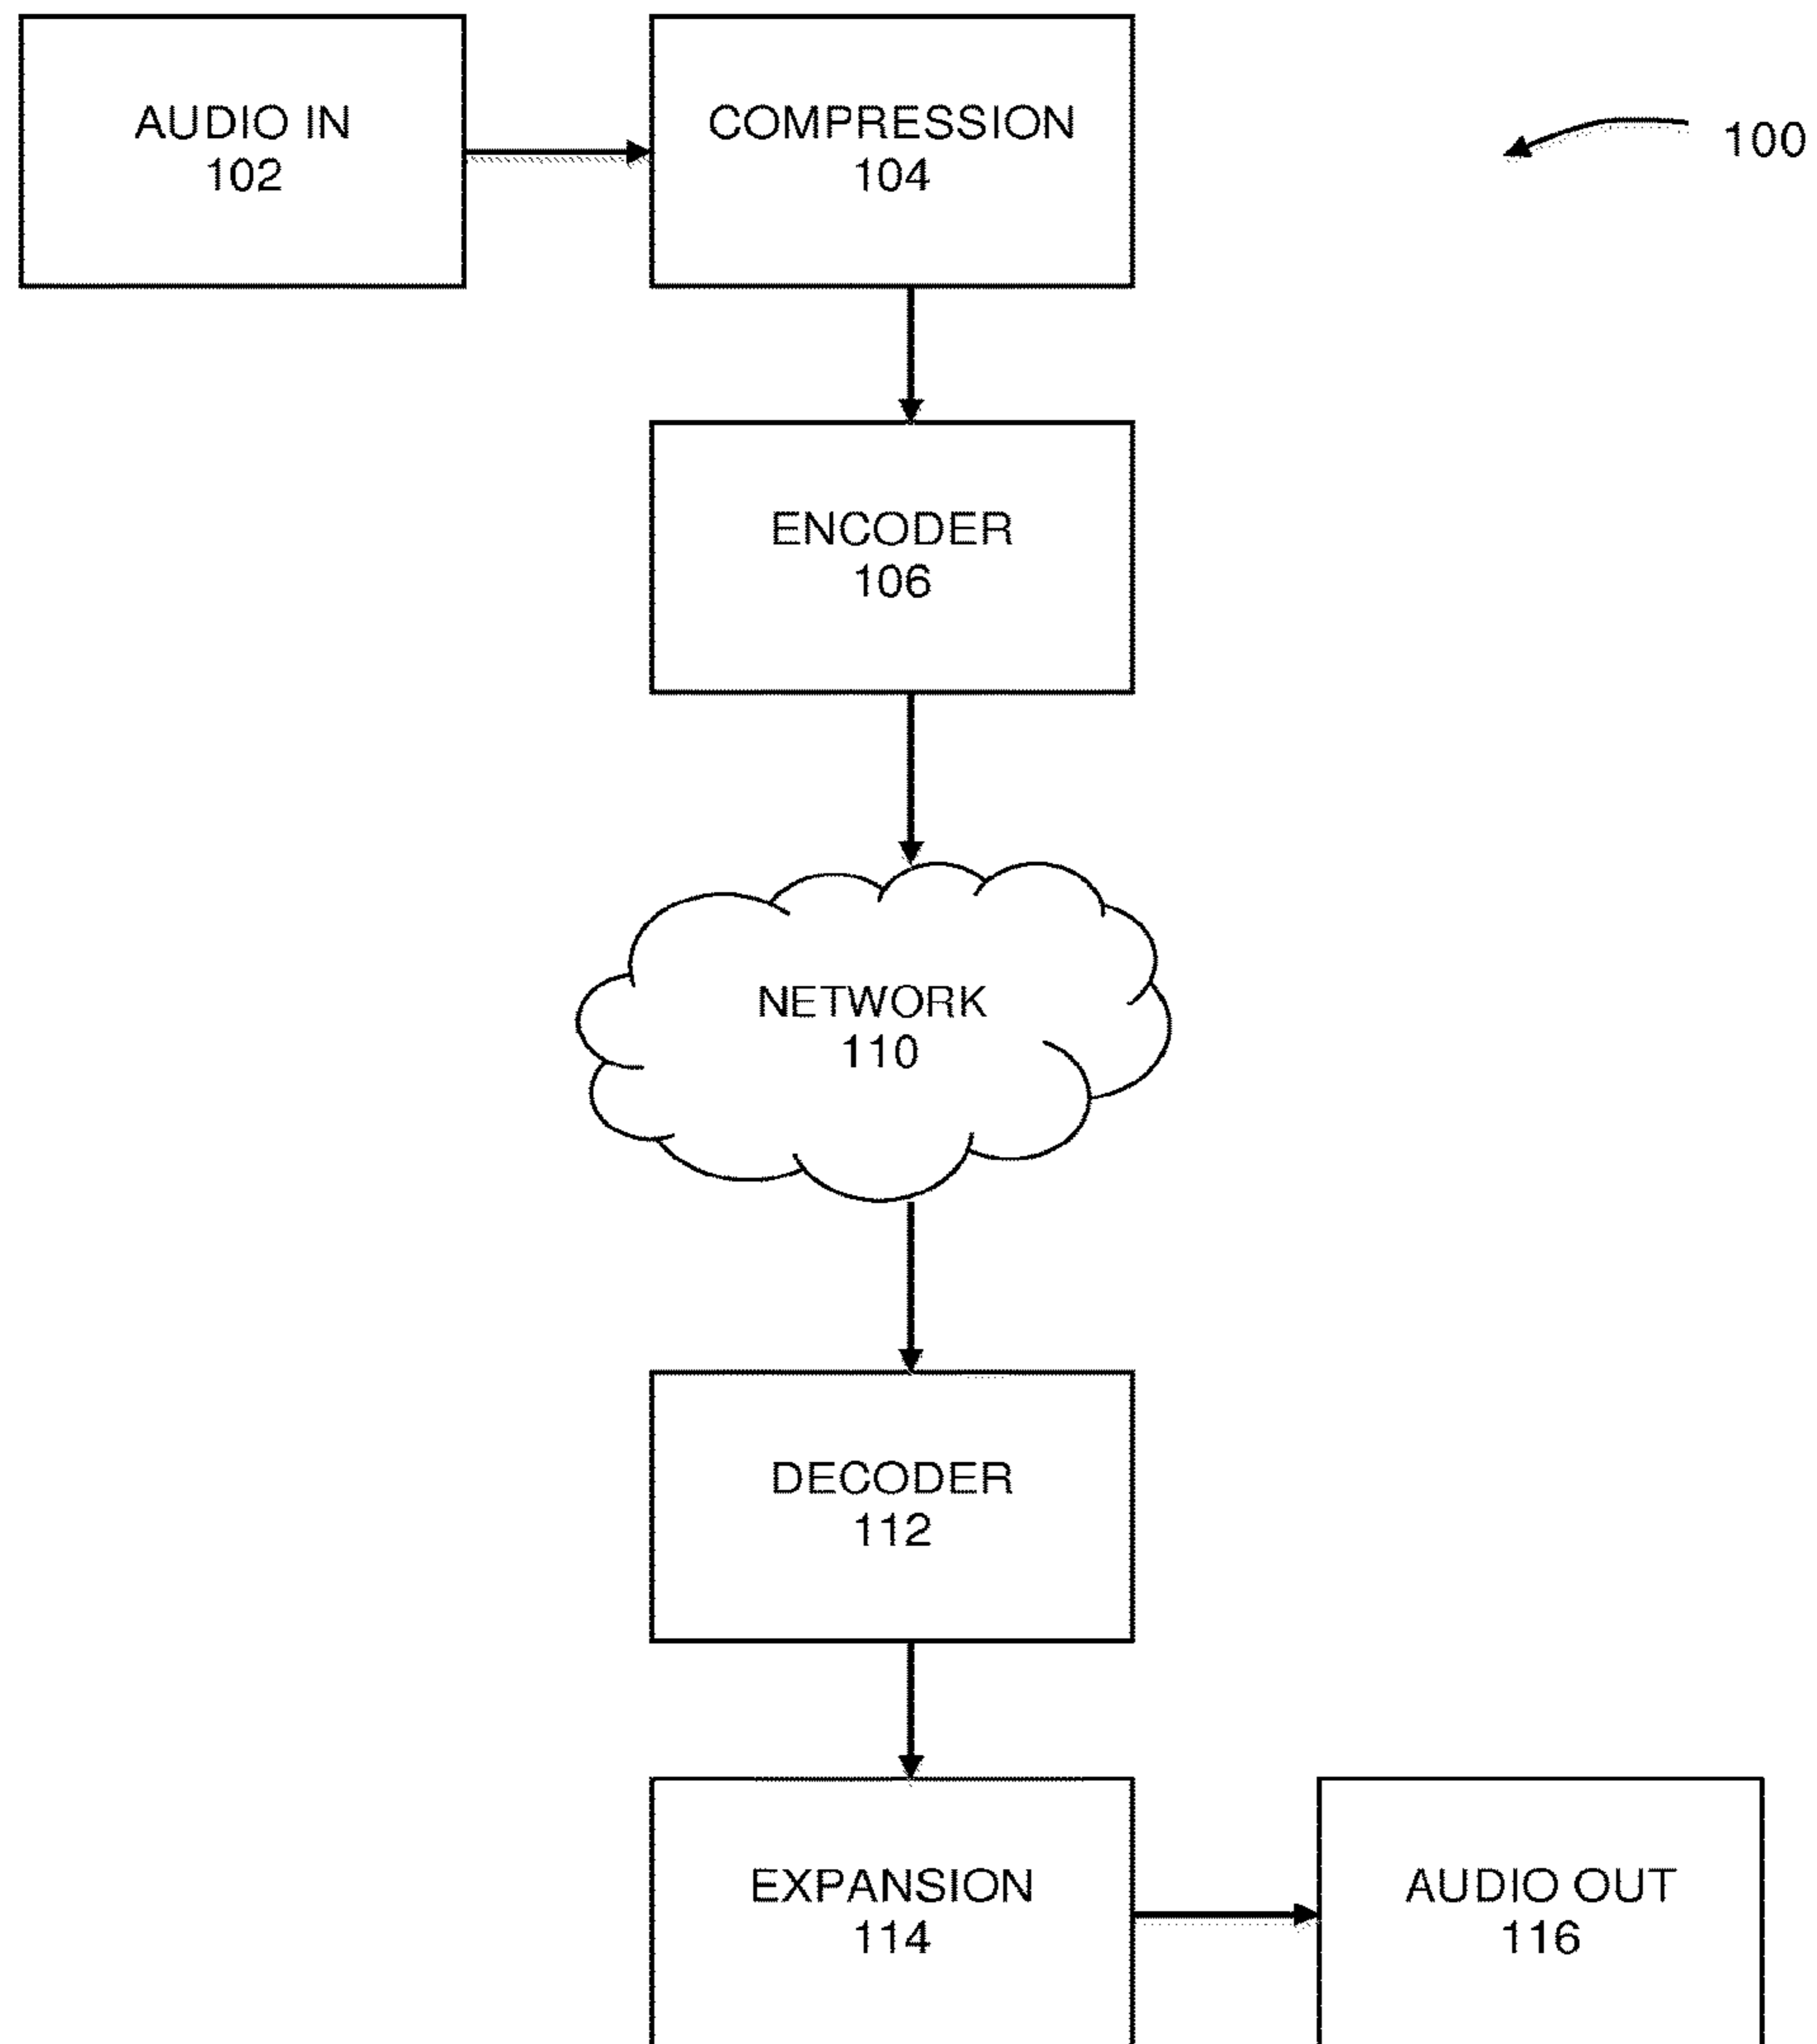 AUDIO IN
102
COMPRESSION
104
100
ENCODER
106
NETWORK
110
DECODER
112
EXPANSION
114
AUDIO OUT
116